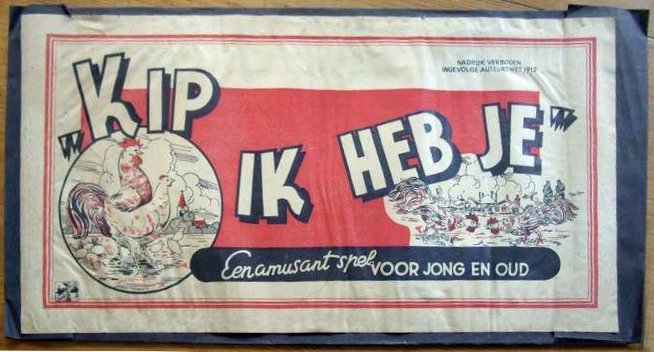 NADRUK VERBODEN
INGEVOLGE AUTEURSWET 1912
„KIP
IK HEB JE”
Een amusant spel VOOR JONG EN OUD